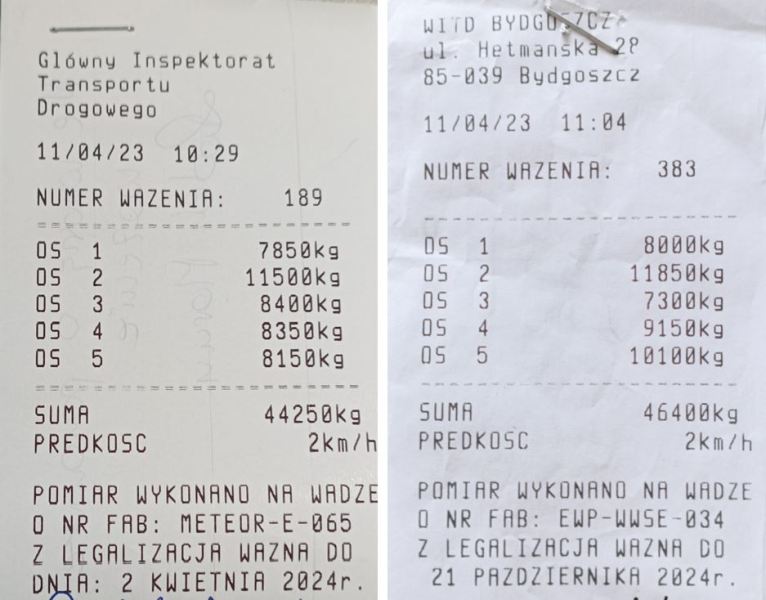 Główny Inspektorat
Transportu
Drogowego
11/04/23 10:29
NUMER WAZENIA: 189
OS 1 7850kg
OS 2 11500kg
OS 3 8400kg
OS 4 8350kg
OS 5 8150kg
SUMA 44250kg
PREDKOSC 2km/h
POMIAR WYKONANO NA WADZE
O NR FAB: METEOR-E-065
Z LEGALIZACJA WAZNA DO
DNIA: 2 KWIETNIA 2024r.
WITD BYDGOSZCZ
ul. Hetmańska 28
85-039 Bydgoszcz
11/04/23 11:04
NUMER WAZENIA: 383
OS 1 8000kg
OS 2 11850kg
OS 3 7300kg
OS 4 9150kg
OS 5 10100kg
SUMA 46400kg
PREDKOSC 2km/h
POMIAR WYKONANO NA WADZE
O NR FAB: EWP-WWSE-034
Z LEGALIZACJA WAZNA DO
21 PAZDZIERNIKA 2024r.